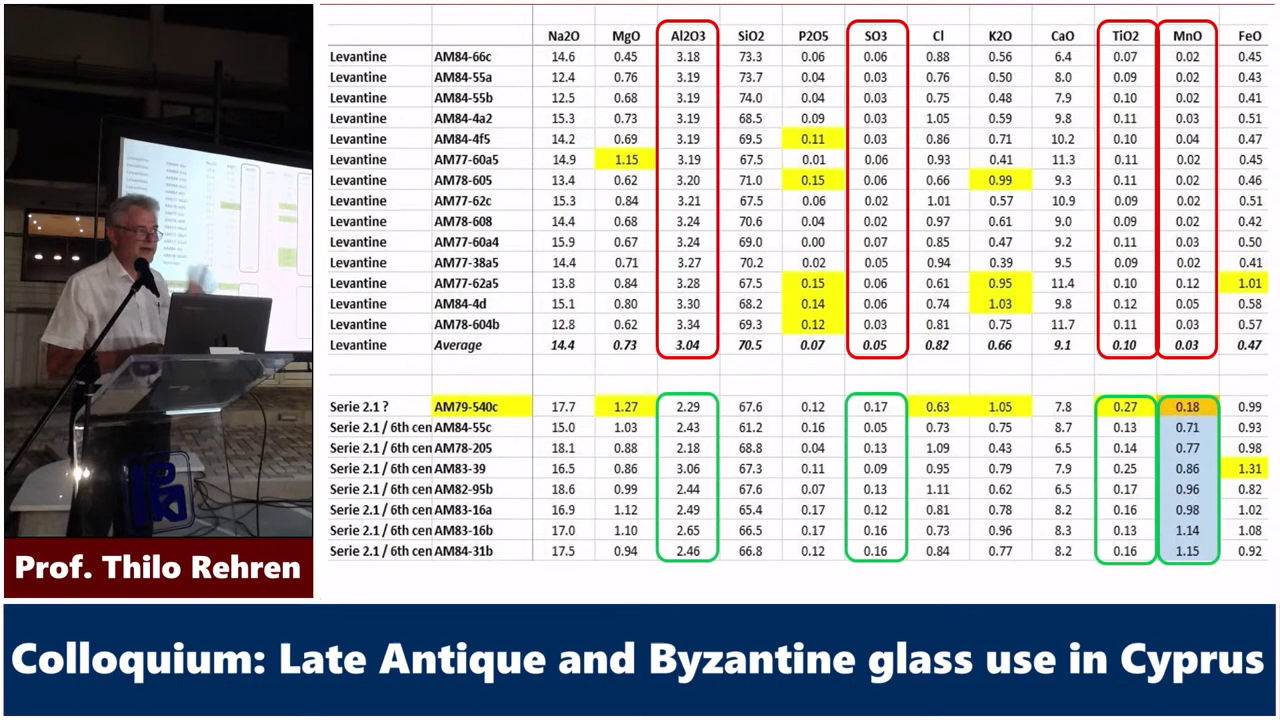 Na2O MgO Al2O3 SiO2 P2O5 SO3 Cl K2O CaO TiO2 MnO FeO
Levantine AM84-66c 14.6 0.45 3.18 73.3 0.06 0.06 0.88 0.56 6.4 0.07 0.02 0.45
Levantine AM84-55a 12.4 0.76 3.19 73.7 0.04 0.03 0.76 0.50 8.0 0.09 0.02 0.43
Levantine AM84-55b 12.5 0.68 3.19 74.0 0.04 0.03 0.75 0.48 7.9 0.10 0.02 0.41
Levantine AM84-4a2 15.3 0.73 3.19 68.5 0.09 0.03 1.05 0.59 9.8 0.11 0.03 0.51
Levantine AM84-4f5 14.2 0.69 3.19 69.5 0.11 0.03 0.86 0.71 10.2 0.10 0.04 0.47
Levantine AM77-60a5 14.9 1.15 3.19 67.5 0.01 0.06 0.93 0.41 11.3 0.11 0.02 0.45
Levantine AM78-605 13.4 0.62 3.20 71.0 0.15 0.06 0.66 0.99 9.3 0.11 0.02 0.46
Levantine AM77-62c 15.3 0.84 3.21 67.5 0.06 0.02 1.01 0.57 10.9 0.09 0.02 0.51
Levantine AM78-608 14.4 0.68 3.24 70.6 0.04 0.03 0.97 0.61 9.0 0.09 0.02 0.42
Levantine AM77-60a4 15.9 0.67 3.24 69.0 0.00 0.07 0.85 0.47 9.2 0.11 0.03 0.50
Levantine AM77-38a5 14.4 0.71 3.27 70.2 0.02 0.05 0.94 0.39 9.5 0.09 0.02 0.41
Levantine AM77-62a5 13.8 0.84 3.28 67.5 0.15 0.06 0.61 0.95 11.4 0.10 0.12 1.01
Levantine AM84-4d 15.1 0.80 3.30 68.2 0.14 0.06 0.74 1.03 9.8 0.12 0.05 0.58
Levantine AM78-604b 12.8 0.62 3.34 69.3 0.12 0.03 0.81 0.75 11.7 0.11 0.03 0.57
Levantine Average 14.4 0.73 3.04 70.5 0.07 0.05 0.82 0.66 9.1 0.10 0.03 0.47
Serie 2.1 ? AM79-540c 17.7 1.27 2.29 67.6 0.12 0.17 0.63 1.05 7.8 0.27 0.18 0.99
Serie 2.1 / 6th cen AM84-55c 15.0 1.03 2.43 61.2 0.16 0.05 0.73 0.75 8.7 0.13 0.71 0.93
Serie 2.1 / 6th cen AM78-205 18.1 0.88 2.18 68.8 0.04 0.13 1.09 0.43 6.5 0.14 0.77 0.98
Serie 2.1 / 6th cen AM83-39 16.5 0.86 3.06 67.3 0.11 0.09 0.95 0.79 7.9 0.25 0.86 1.31
Serie 2.1 / 6th cen AM82-95b 18.6 0.99 2.44 67.6 0.07 0.13 1.11 0.62 6.5 0.17 0.96 0.82
Serie 2.1 / 6th cen AM83-16a 16.9 1.12 2.49 65.4 0.17 0.12 0.81 0.78 8.2 0.16 0.98 1.02
Serie 2.1 / 6th cen AM83-16b 17.0 1.10 2.65 66.5 0.17 0.16 0.73 0.96 8.3 0.13 1.14 1.08
Serie 2.1 / 6th cen AM84-31b 17.5 0.94 2.46 66.8 0.12 0.16 0.84 0.77 8.2 0.16 1.15 0.92
Prof. Thilo Rehren
Colloquium: Late Antique and Byzantine glass use in Cyprus